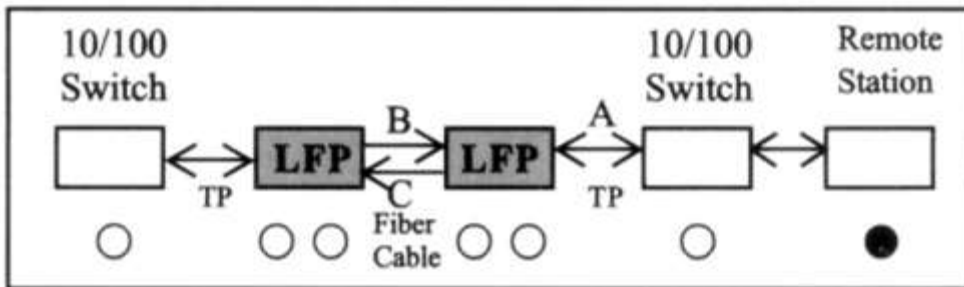 10/100
Switch
10/100
Switch
Remote
Station
B
A
LFP
LFP
TP
C
TP
Fiber
Cable